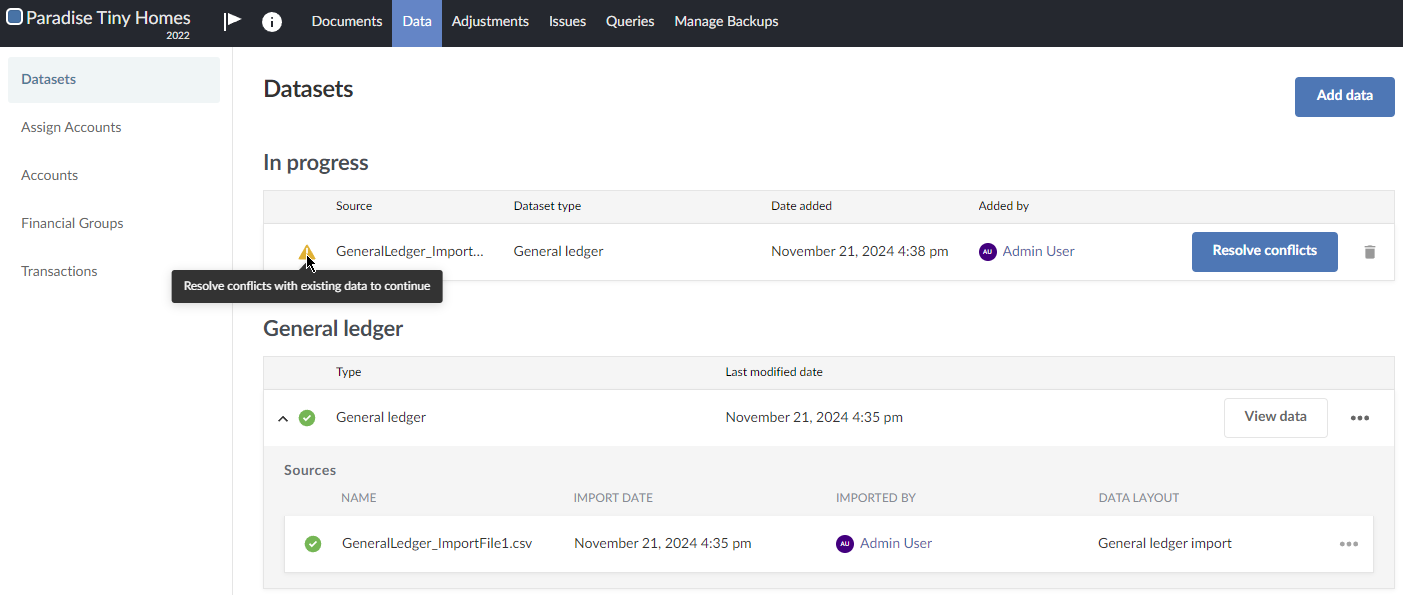 Paradise Tiny Homes
2022
Documents Data Adjustments Issues Queries Manage Backups
Datasets
Assign Accounts
Accounts
Financial Groups
Transactions
Datasets
Add data
In progress
Source Dataset type Date added Added by
GeneralLedger_Import... General ledger November 21, 2024 4:38 pm AU Admin User Resolve conflicts
Resolve conflicts with existing data to continue
General ledger
Type Last modified date
General ledger November 21, 2024 4:35 pm View data
Sources
NAME IMPORT DATE IMPORTED BY DATA LAYOUT
GeneralLedger_ImportFile1.csv November 21, 2024 4:35 pm AU Admin User General ledger import